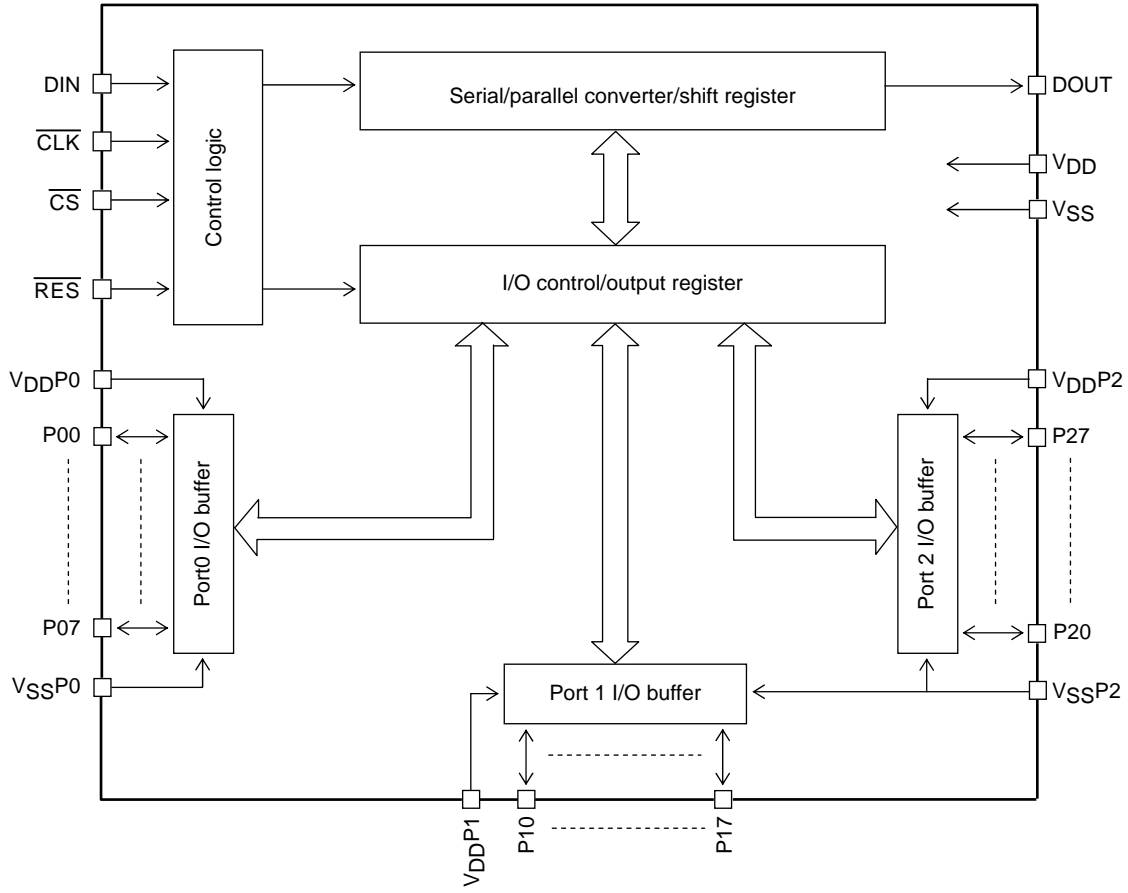 DIN
CLK
CS
RES
Control logic
Serial/parallel converter/shift register
DOUT
VDD
VSS
I/O control/output register
VDDP0
P00
P07
VSSP0
Port0 I/O buffer
VDDP2
P27
P20
VSSP2
Port 2 I/O buffer
Port 1 I/O buffer
VDDP1
P10
P17